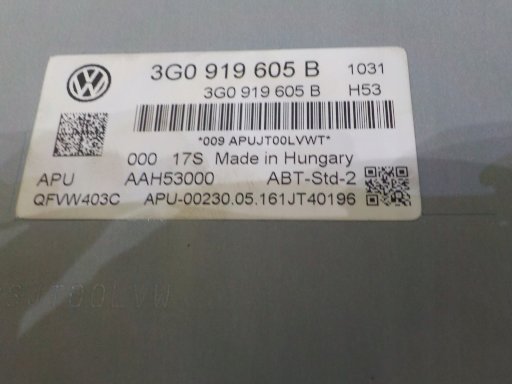 3G0 919 605 B 1031
3G0 919 605 B H53
*009 APUJT00LVWT*
000 17S Made in Hungary
APU AAH53000 ABT-Std-2
QFVW403C APU-00230.05.161JT40196